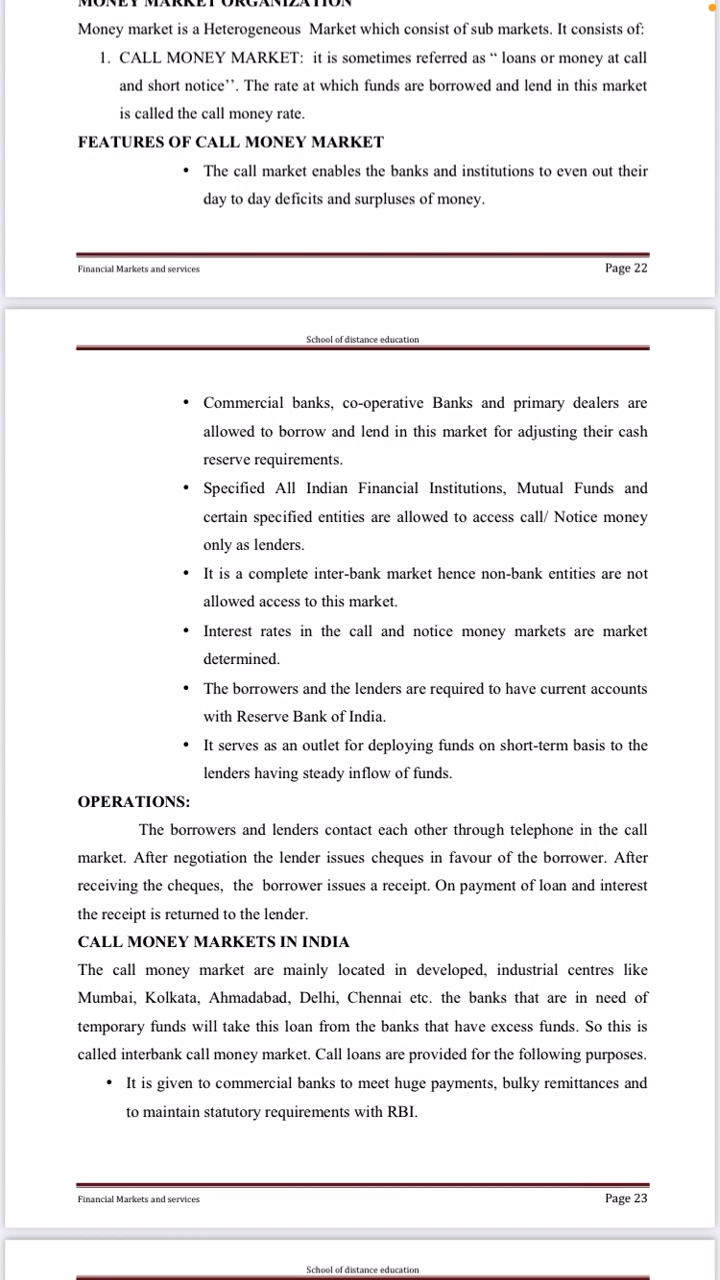 MONEY MARKET ORGANIZATION
Money market is a Heterogeneous Market which consist of sub markets. It consists of:
1. CALL MONEY MARKET: it is sometimes referred as “ loans or money at call
and short notice’’. The rate at which funds are borrowed and lend in this market
is called the call money rate.
FEATURES OF CALL MONEY MARKET
• The call market enables the banks and institutions to even out their
day to day deficits and surpluses of money.
Financial Markets and services Page 22
School of distance education
• Commercial banks, co-operative Banks and primary dealers are
allowed to borrow and lend in this market for adjusting their cash
reserve requirements.
• Specified All Indian Financial Institutions, Mutual Funds and
certain specified entities are allowed to access call/ Notice money
only as lenders.
• It is a complete inter-bank market hence non-bank entities are not
allowed access to this market.
• Interest rates in the call and notice money markets are market
determined.
• The borrowers and the lenders are required to have current accounts
with Reserve Bank of India.
• It serves as an outlet for deploying funds on short-term basis to the
lenders having steady inflow of funds.
OPERATIONS:
The borrowers and lenders contact each other through telephone in the call
market. After negotiation the lender issues cheques in favour of the borrower. After
receiving the cheques, the borrower issues a receipt. On payment of loan and interest
the receipt is returned to the lender.
CALL MONEY MARKETS IN INDIA
The call money market are mainly located in developed, industrial centres like
Mumbai, Kolkata, Ahmadabad, Delhi, Chennai etc. the banks that are in need of
temporary funds will take this loan from the banks that have excess funds. So this is
called interbank call money market. Call loans are provided for the following purposes.
• It is given to commercial banks to meet huge payments, bulky remittances and
to maintain statutory requirements with RBI.
Financial Markets and services Page 23
School of distance education